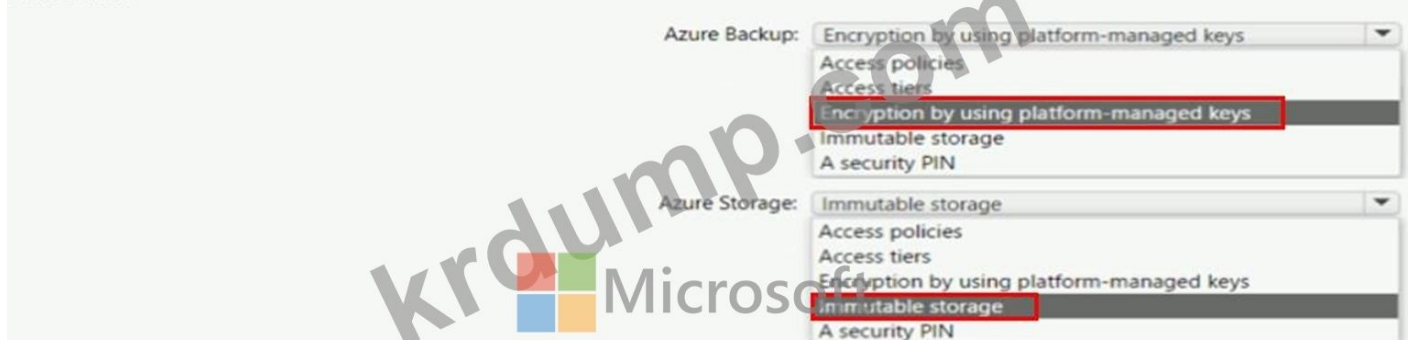 Azure Backup: Encryption by using platform-managed keys
Access policies
Access tiers
Encryption by using platform-managed keys
Immutable storage
A security PIN
Azure Storage: Immutable storage
Access policies
Access tiers
Encryption by using platform-managed keys
Immutable storage
A security PIN
krdump.com
Microsoft